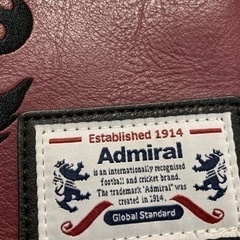 Established 1914
Admiral
is an internationally recognised
football and cricket brand.
The trademark "Admiral" was
created in 1914.
Global Standard